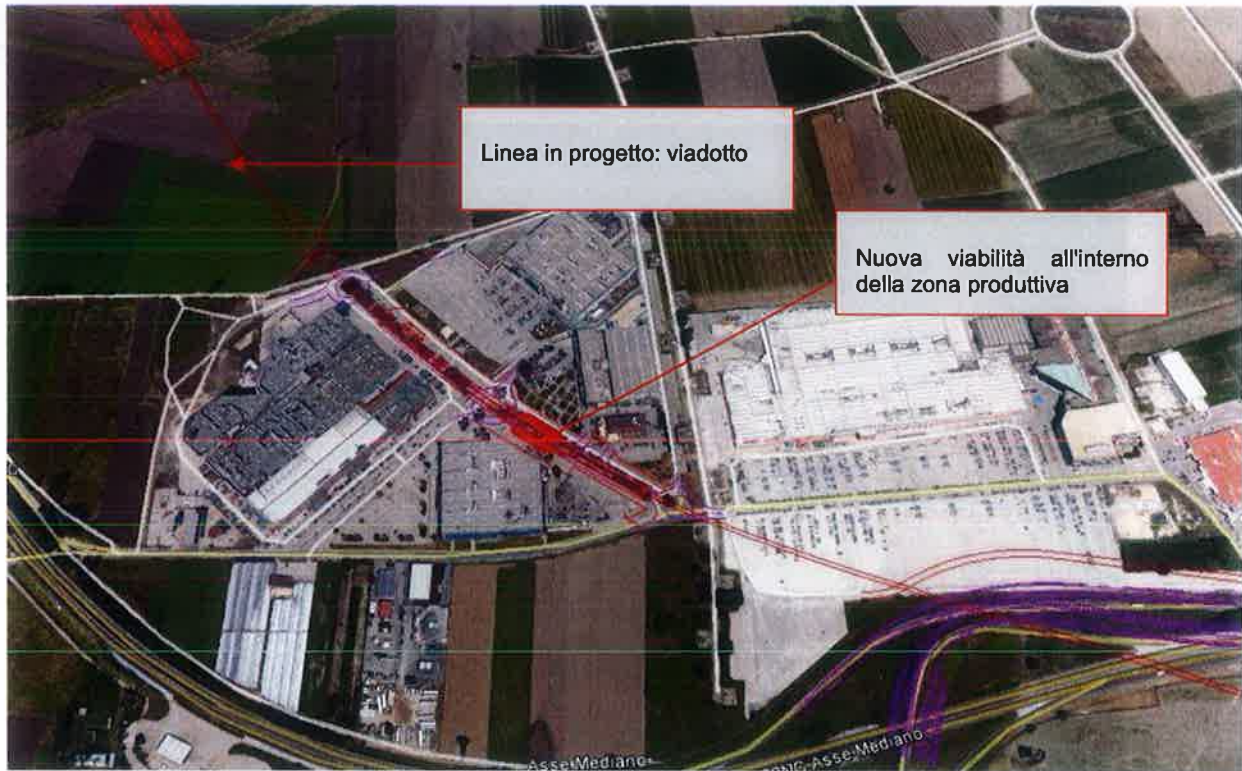 Linea in progetto: viadotto
Nuova viabilità all'interno
della zona produttiva
Asse Mediano
Asse Mediano